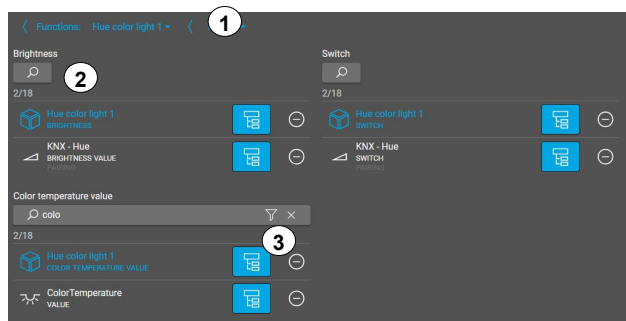 Functions: Hue color light 1
1
Brightness
2
2/18
Hue color light 1
BRIGHTNESS
KNX - Hue
BRIGHTNESS VALUE
PAIRING
Switch
2/18
Hue color light 1
SWITCH
KNX - Hue
SWITCH
PAIRING
Color temperature value
colo
2/18
3
Hue color light 1
COLOR TEMPERATURE VALUE
ColorTemperature
VALUE